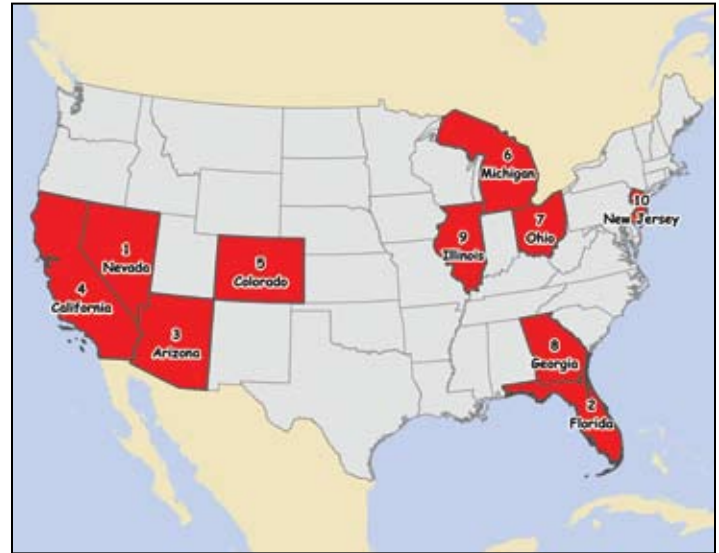 6
Michigan
10
New Jersey
7
Ohio
9
Illinois
1
Nevada
5
Colorado
4
California
3
Arizona
8
Georgia
2
Florida